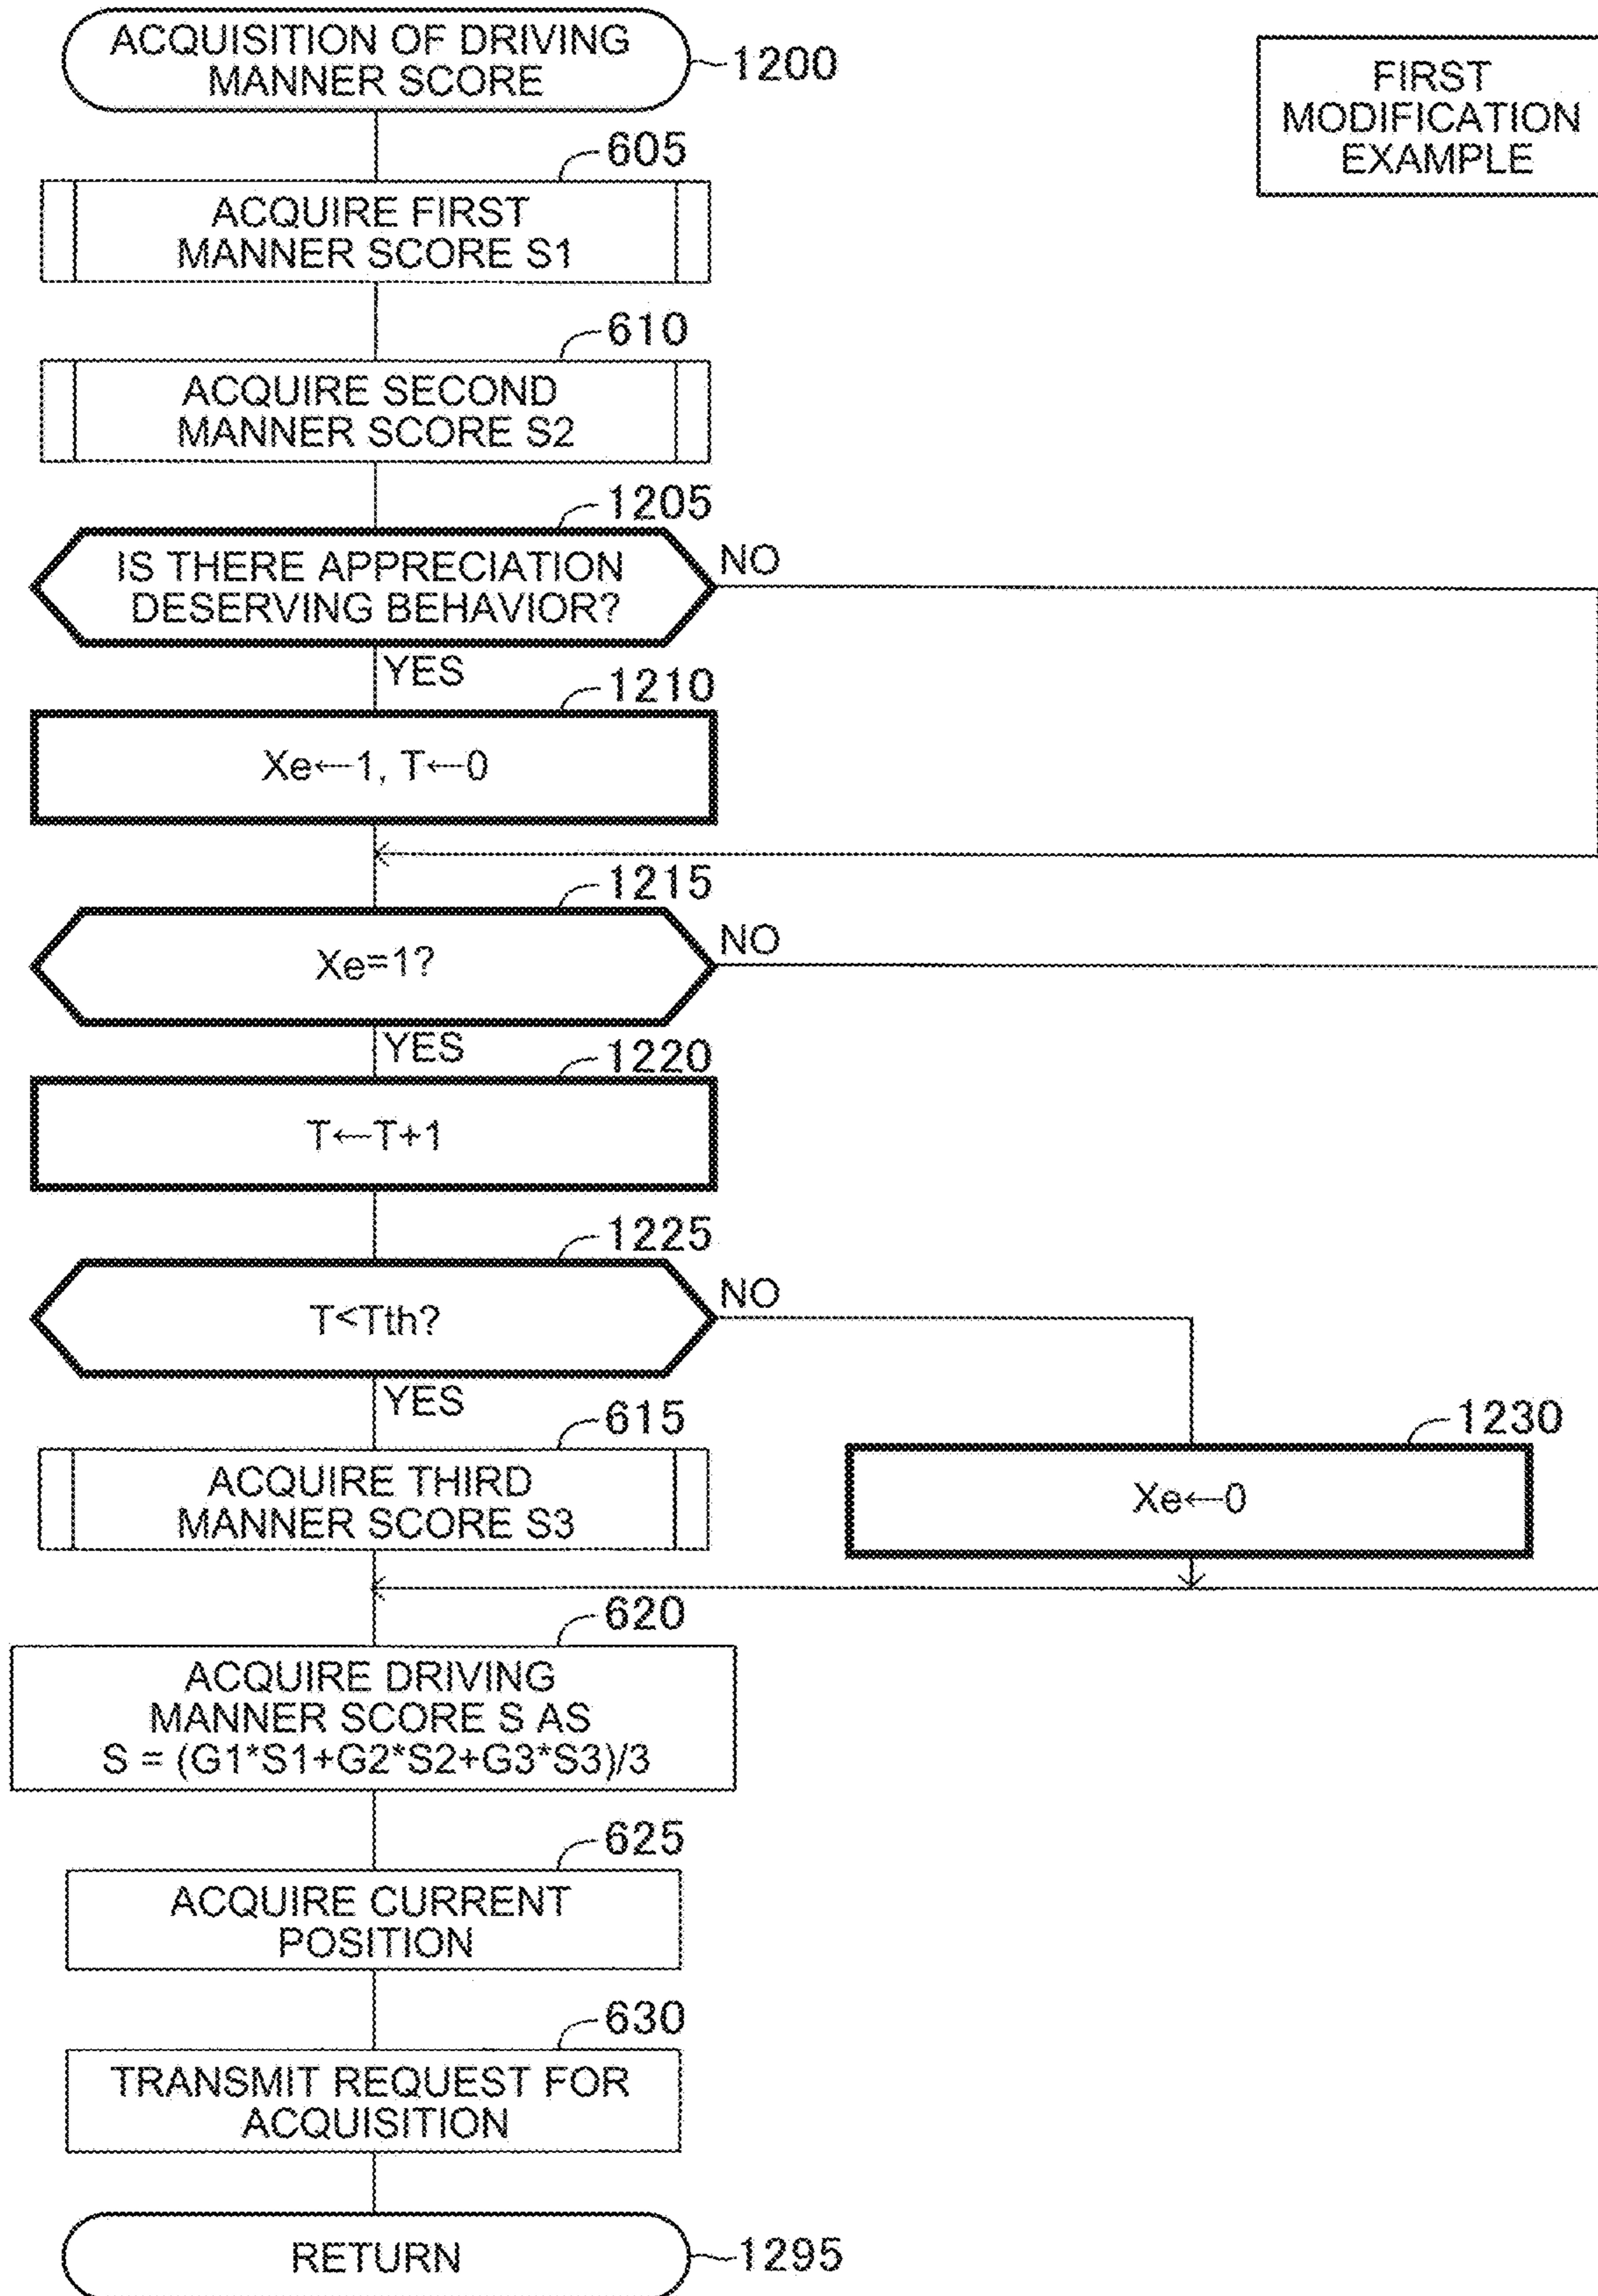 ACQUISITION OF DRIVING
MANNER SCORE
1200
FIRST
MODIFICATION
EXAMPLE
605
ACQUIRE FIRST
MANNER SCORE S1
610
ACQUIRE SECOND
MANNER SCORE S2
1205
IS THERE APPRECIATION
DESERVING BEHAVIOR?
NO
YES
1210
Xe←1, T←0
1215
Xe=1?
NO
YES
1220
T←T+1
1225
T<Tth?
NO
YES
615
ACQUIRE THIRD
MANNER SCORE S3
1230
Xe←0
620
ACQUIRE DRIVING
MANNER SCORE S AS
S = (G1*S1+G2*S2+G3*S3)/3
625
ACQUIRE CURRENT
POSITION
630
TRANSMIT REQUEST FOR
ACQUISITION
RETURN
1295